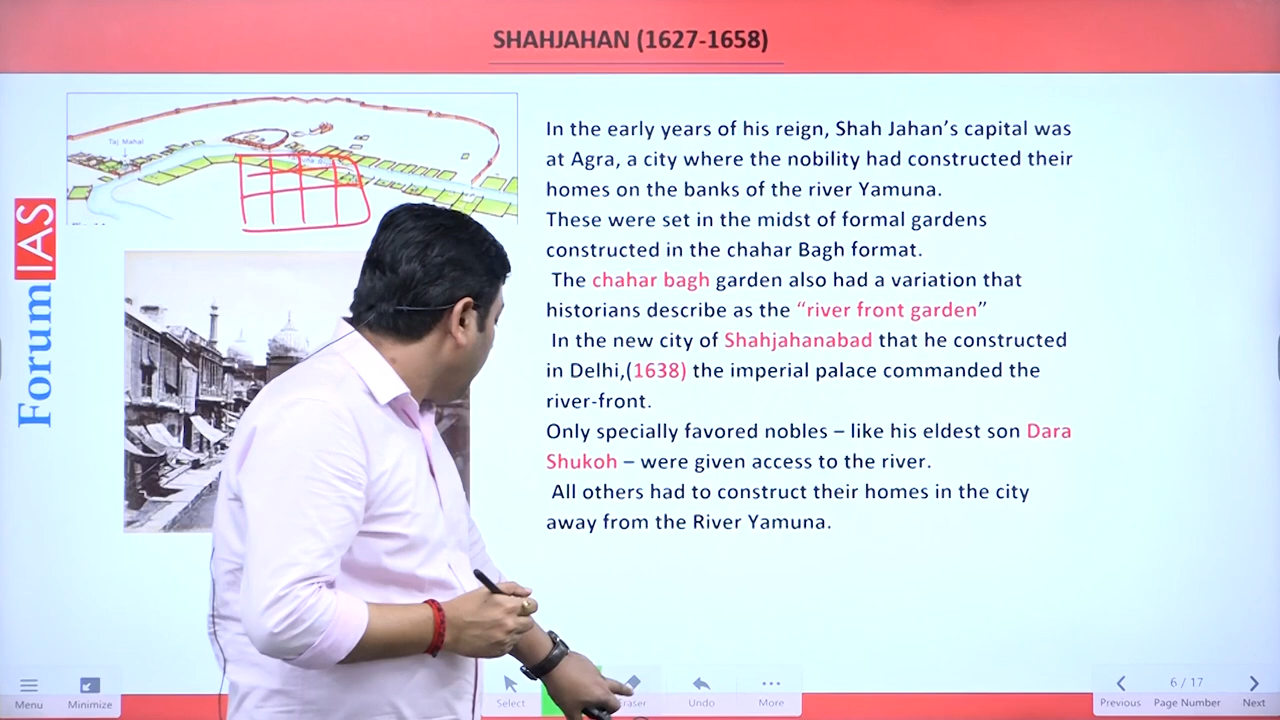 SHAHJAHAN (1627-1658)
Taj Mahal
ForumIAS
In the early years of his reign, Shah Jahan’s capital was
at Agra, a city where the nobility had constructed their
homes on the banks of the river Yamuna.
These were set in the midst of formal gardens
constructed in the chahar Bagh format.
The chahar bagh garden also had a variation that
historians describe as the “river front garden”
In the new city of Shahjahanabad that he constructed
in Delhi,(1638) the imperial palace commanded the
river-front.
Only specially favored nobles – like his eldest son Dara
Shukoh – were given access to the river.
All others had to construct their homes in the city
away from the River Yamuna.
Menu
Minimize
Select
Undo
More
Previous
6 / 17
Page Number
Next